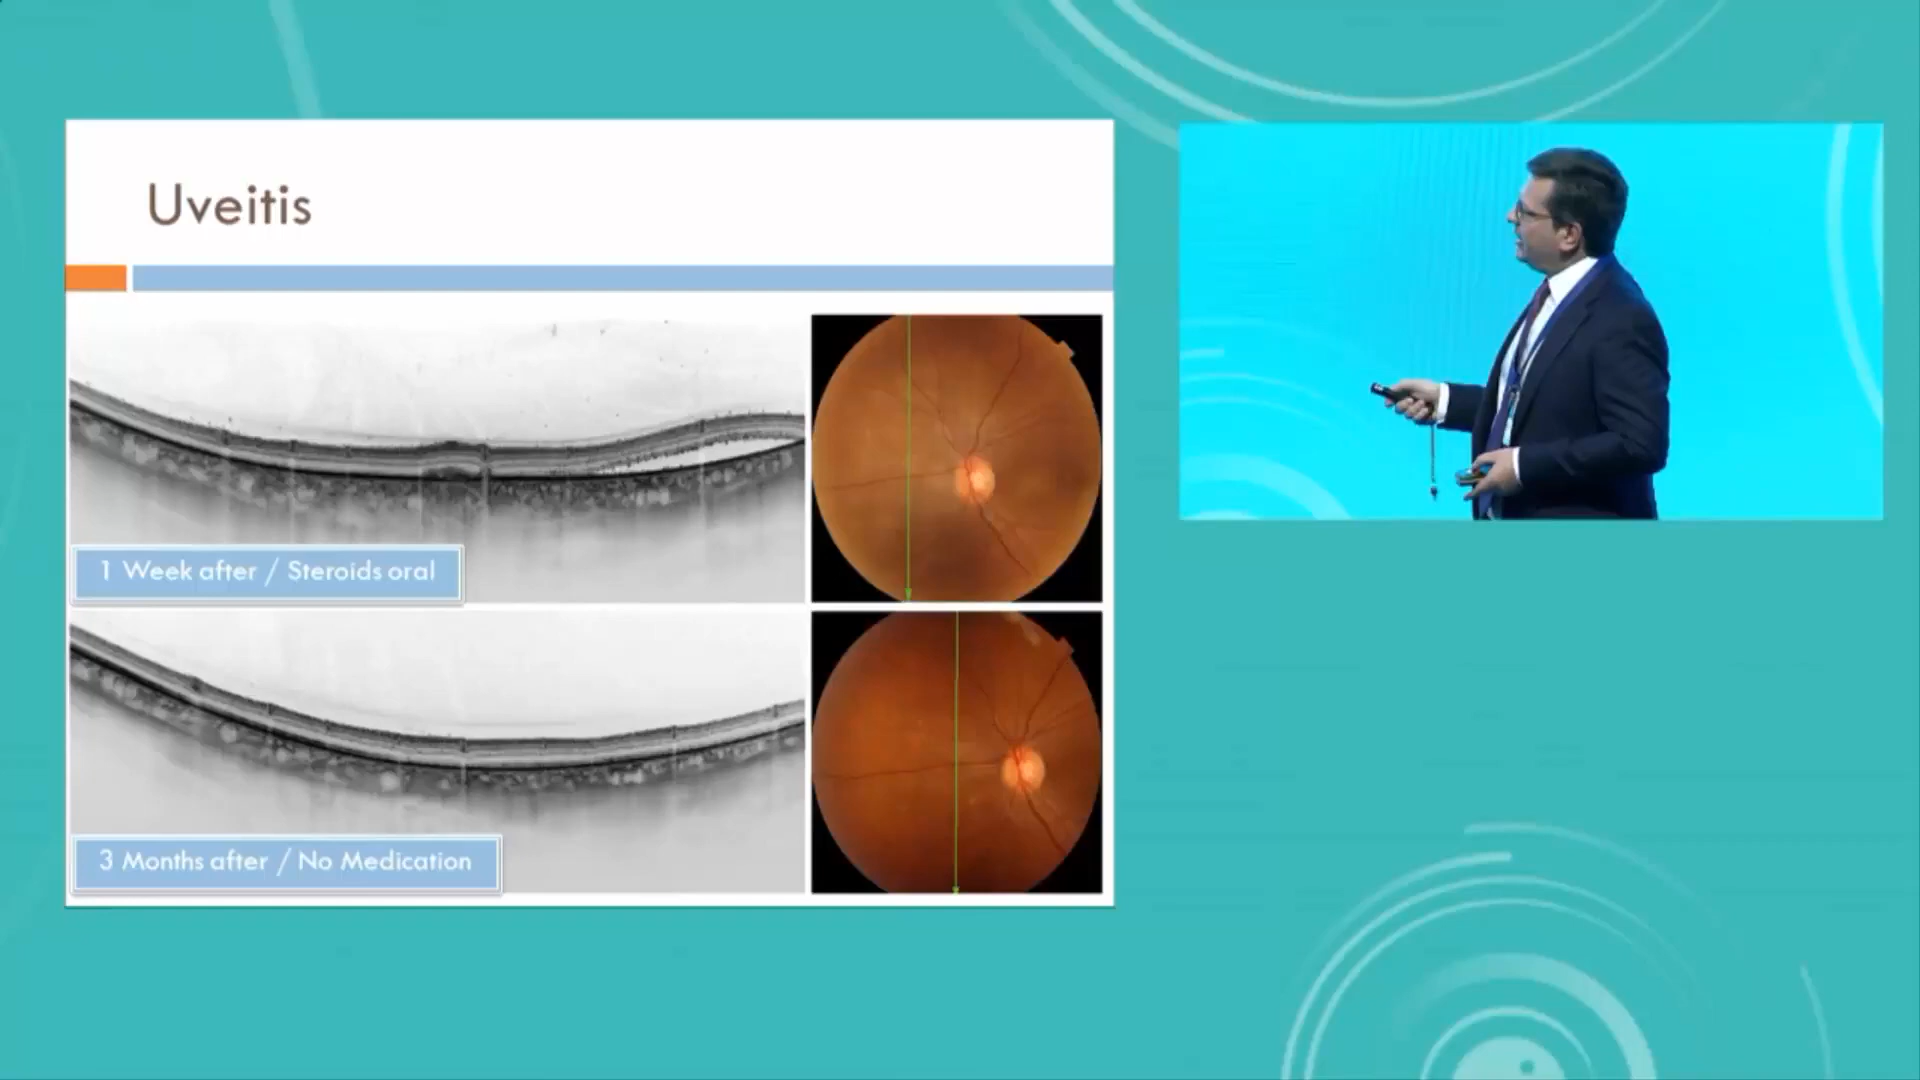 Uveitis
1 Week after / Steroids oral
3 Months after / No Medication